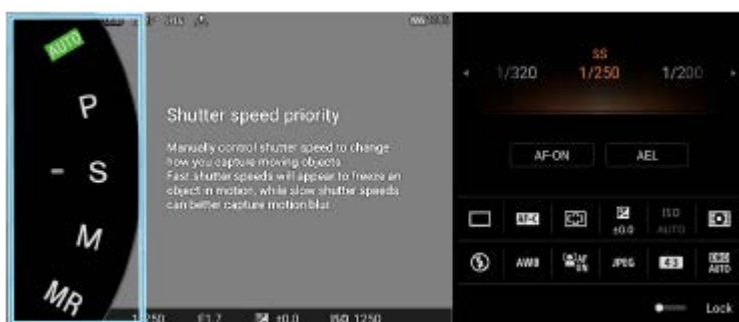 AUTO
P
- S
M
MR
Shutter speed priority
Manually control shutter speed to change
how you capture moving objects.
Fast shutter speeds will appear to freeze an
object in motion, while slow shutter speeds
can better capture motion blur.
F1.7 ±0.0 ISO 1250
SS
1/320 1/250 1/200
AF-ON AEL
AF-C ±0.0 ISO AUTO
AWB AF ON JPEG 4:3 AUTO
Lock